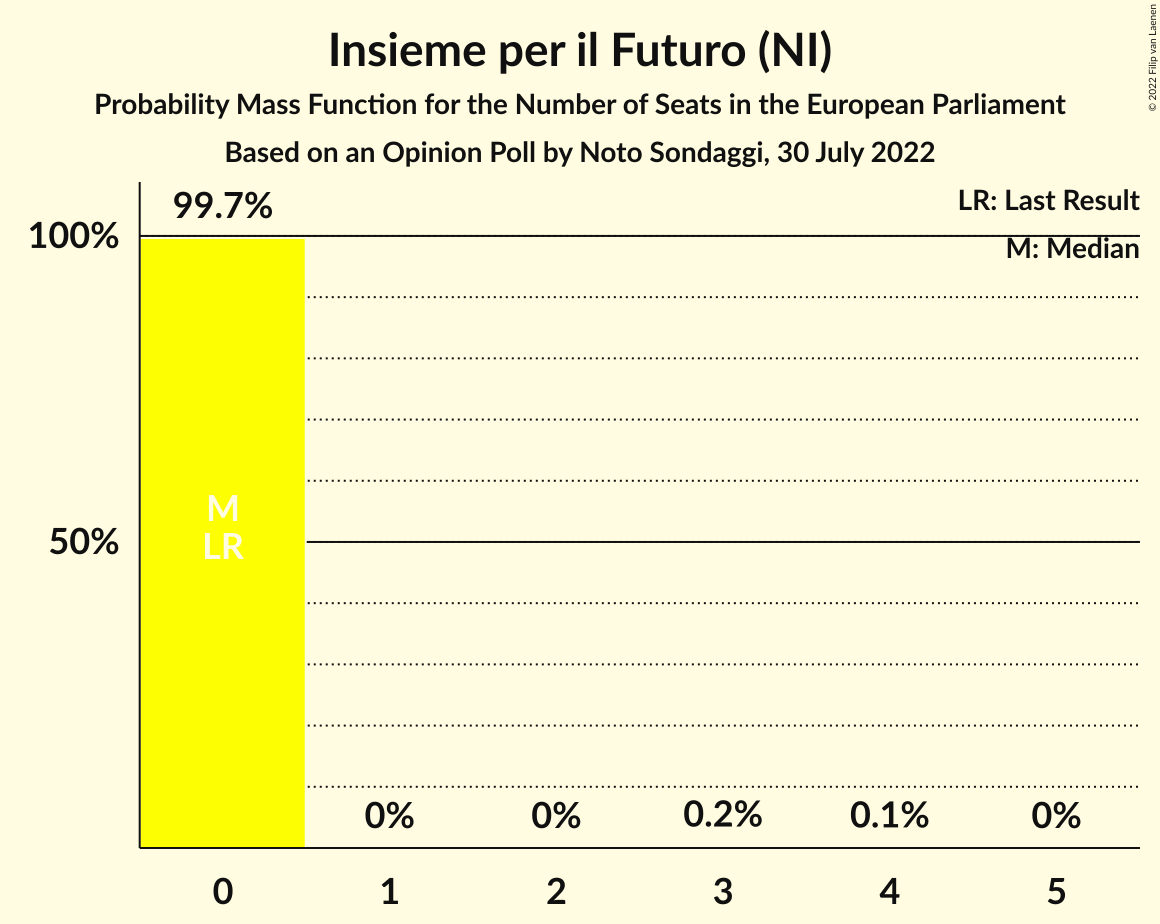 Insieme per il Futuro (NI)
Probability Mass Function for the Number of Seats in the European Parliament
Based on an Opinion Poll by Noto Sondaggi, 30 July 2022
© 2022 Filip van Laenen
LR: Last Result
M: Median
99.7%
100%
50%
M
LR
0%
0%
0.2%
0.1%
0%
0
1
2
3
4
5